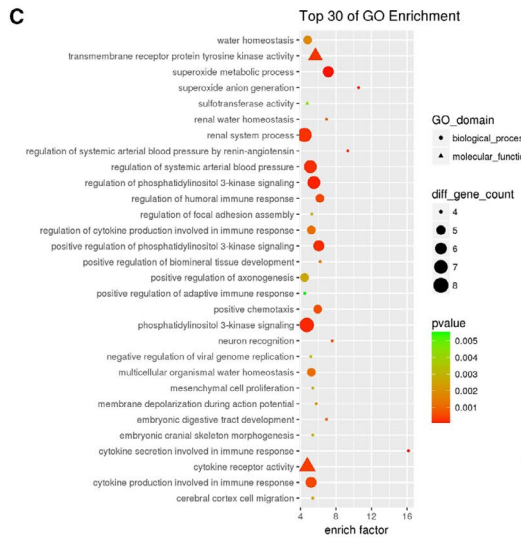 C
Top 30 of GO Enrichment
water homeostasis
transmembrane receptor protein tyrosine kinase activity
superoxide metabolic process
superoxide anion generation
sulfotransferase activity
renal water homeostasis
renal system process
regulation of systemic arterial blood pressure by renin-angiotensin
regulation of systemic arterial blood pressure
regulation of phosphatidylinositol 3-kinase signaling
regulation of humoral immune response
regulation of focal adhesion assembly
regulation of cytokine production involved in immune response
positive regulation of phosphatidylinositol 3-kinase signaling
positive regulation of biomineral tissue development
positive regulation of axonogenesis
positive regulation of adaptive immune response
positive chemotaxis
phosphatidylinositol 3-kinase signaling
neuron recognition
negative regulation of viral genome replication
multicellular organismal water homeostasis
mesenchymal cell proliferation
membrane depolarization during action potential
embryonic digestive tract development
embryonic cranial skeleton morphogenesis
cytokine secretion involved in immune response
cytokine receptor activity
cytokine production involved in immune response
cerebral cortex cell migration
4 8 12 16
enrich factor
GO_domain
biological_proce
molecular_functi
diff_gene_count
4
5
6
7
8
pvalue
0.005
0.004
0.003
0.002
0.001